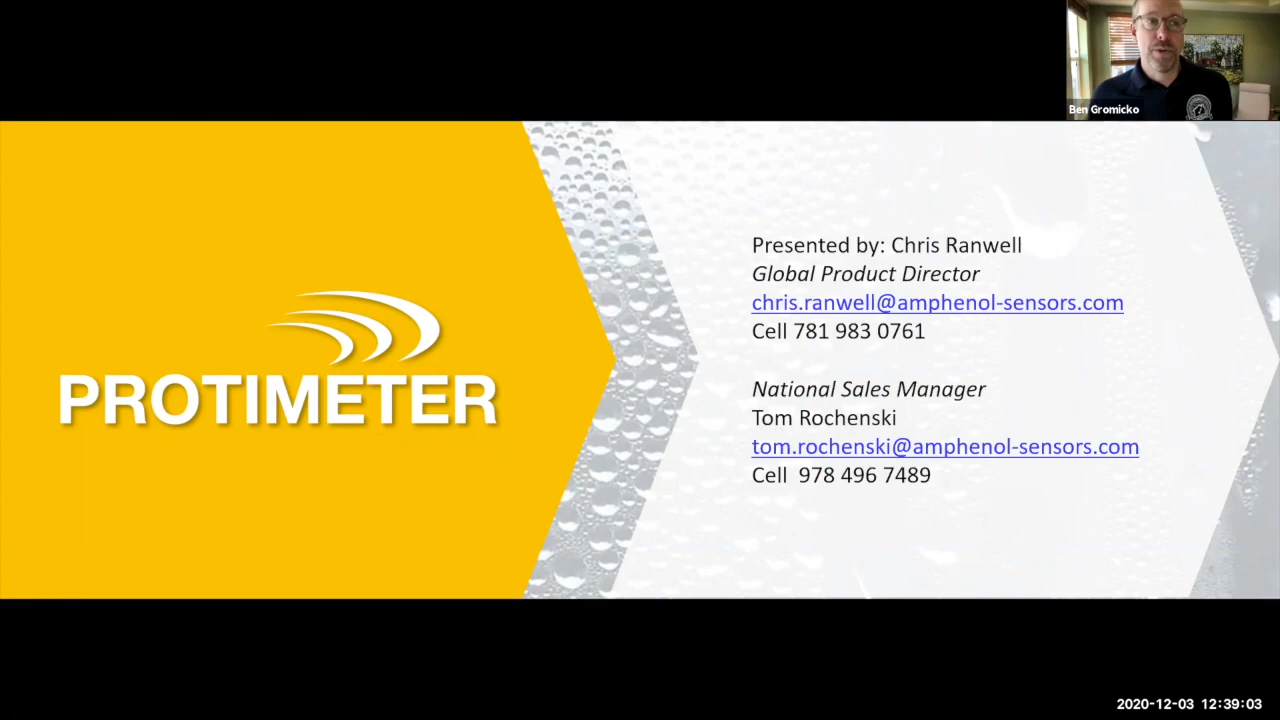 Ben Gromicko
PROTIMETER
Presented by: Chris Ranwell
Global Product Director
chris.ranwell@amphenol-sensors.com
Cell 781 983 0761
National Sales Manager
Tom Rochenski
tom.rochenski@amphenol-sensors.com
Cell  978 496 7489
2020-12-03 12:39:03